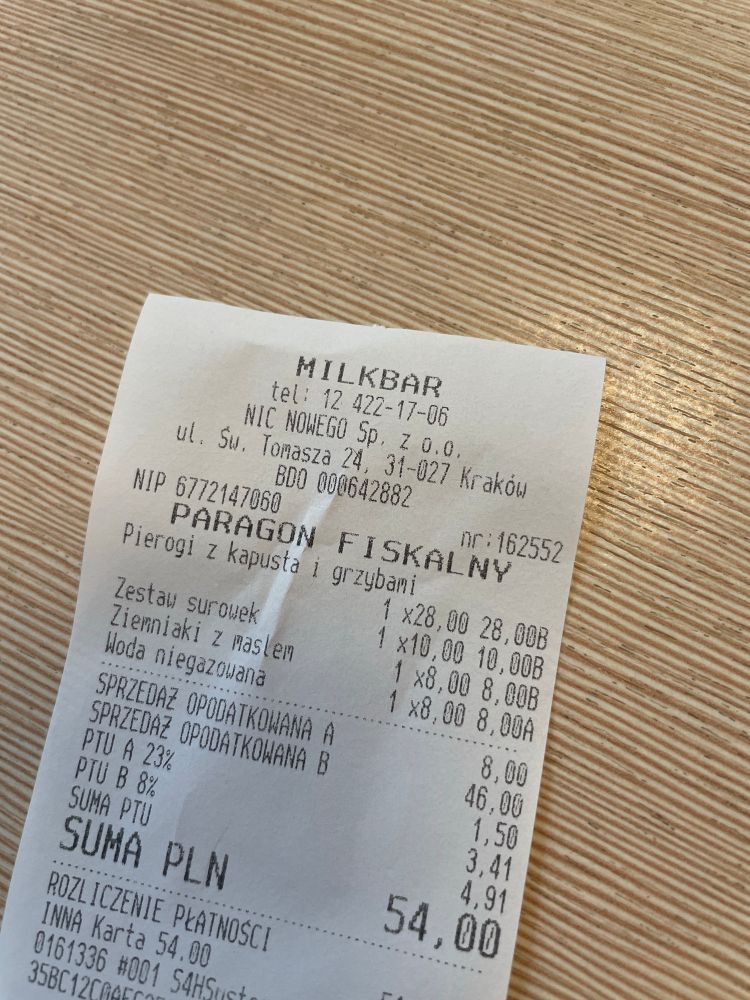 MILKBAR
tel: 12 422-17-06
NIC NOWEGO Sp. z o.o.
ul. Św. Tomasza 24, 31-027 Kraków
BDO 000642882
NIP 6772147060 nr:162552
PARAGON FISKALNY
Pierogi z kapusta i grzybami
1 x28,00 28,00B
Zestaw surowek 1 x10,00 10,00B
Ziemniaki z maslem 1 x8,00 8,00B
Woda niegazowana 1 x8,00 8,00A
SPRZEDAŻ OPODATKOWANA A 8,00
SPRZEDAŻ OPODATKOWANA B 46,00
PTU A 23% 1,50
PTU B 8% 3,41
SUMA PTU 4,91
SUMA PLN 54,00
ROZLICZENIE PŁATNOŚCI
INNA Karta 54.00
0161336 #001